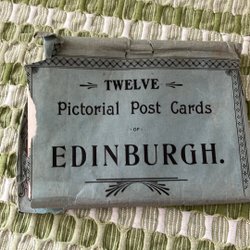 TWELVE
Pictorial Post Cards
OF
EDINBURGH.